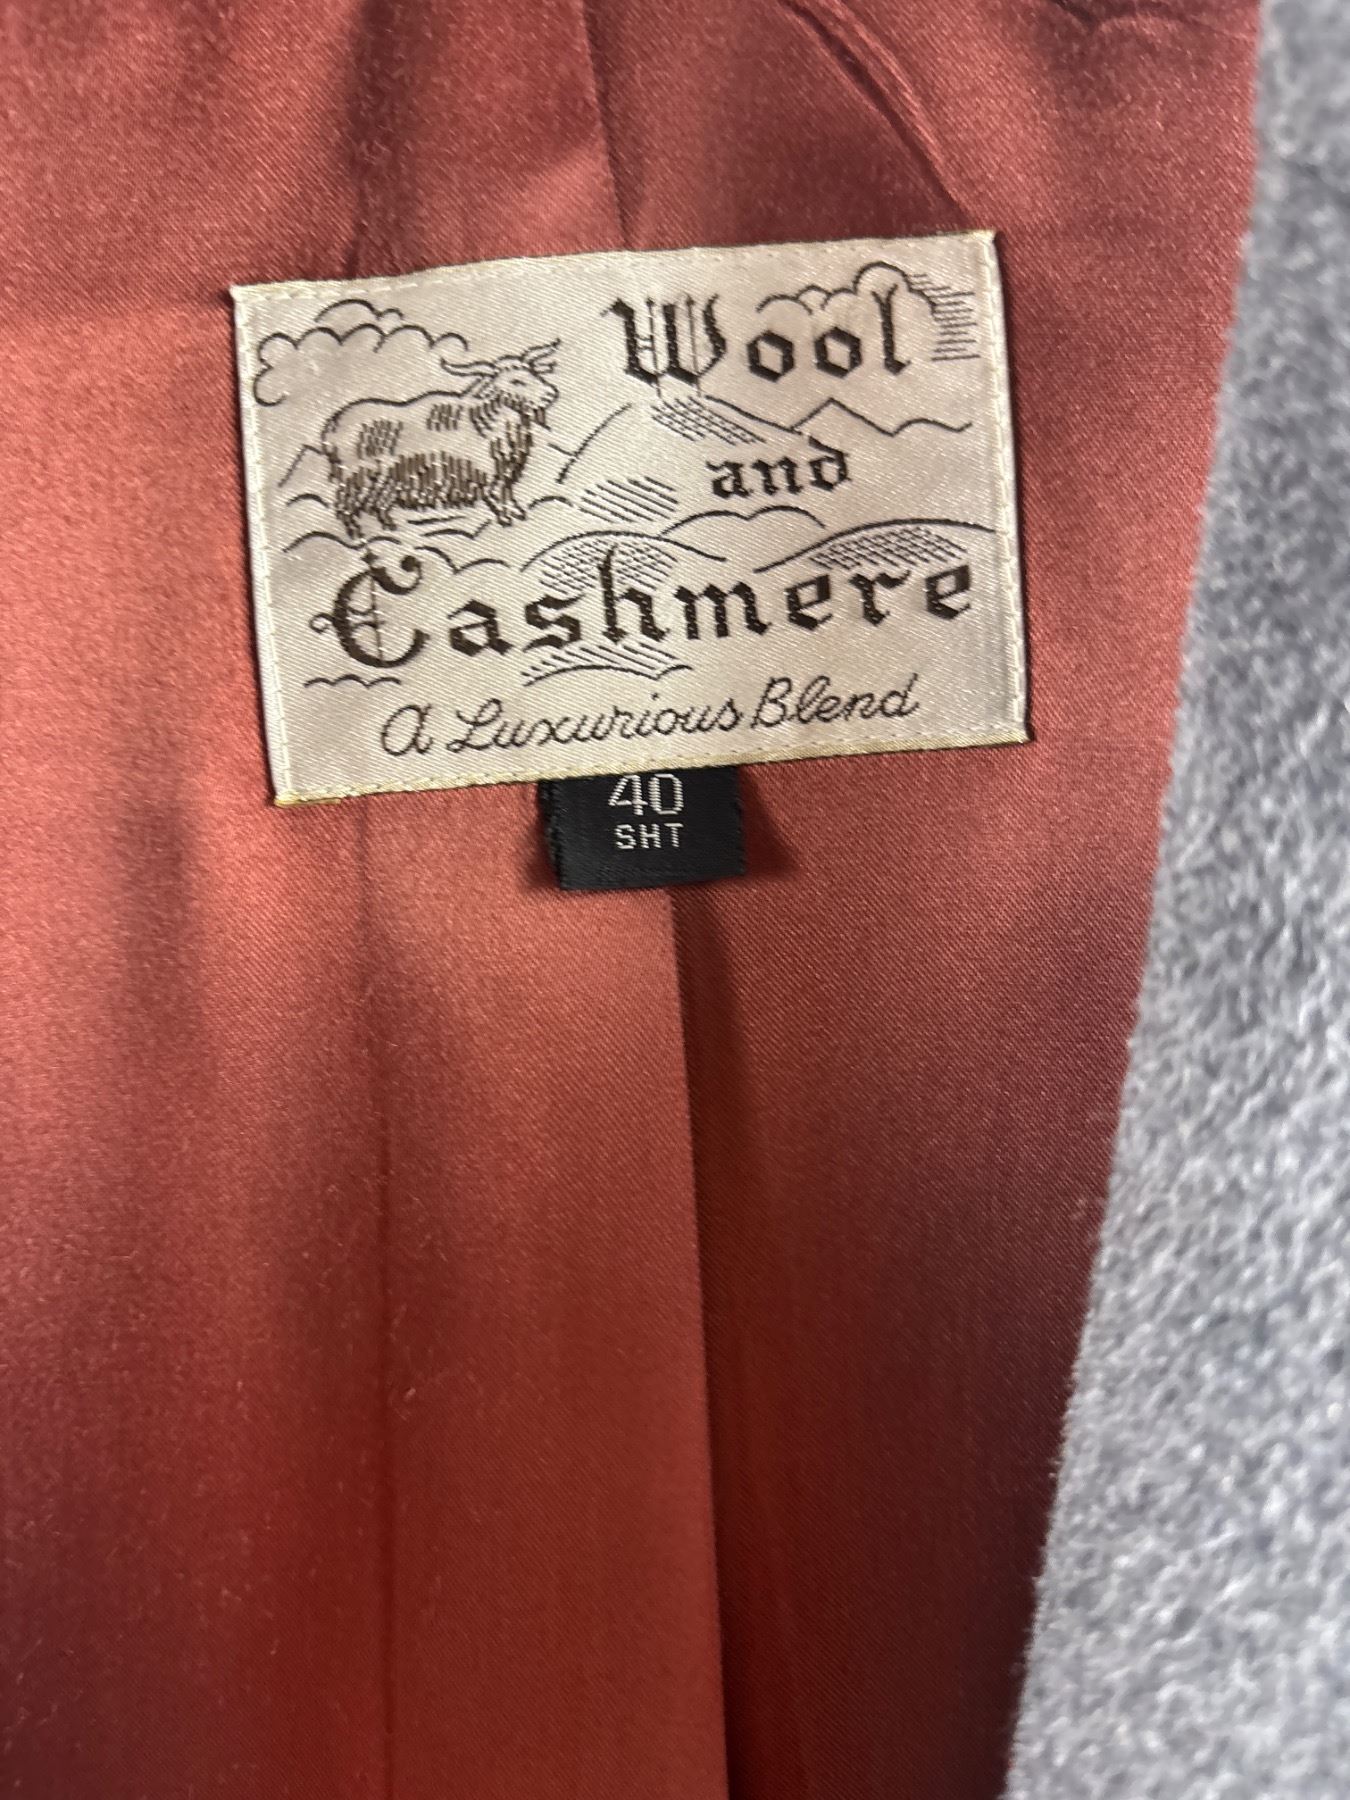 Wool
and
Cashmere
A Luxurious Blend
40
SHT